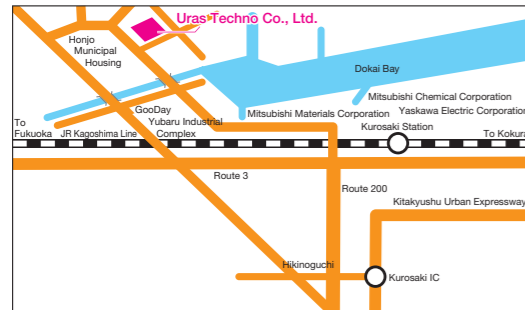 Uras Techno Co., Ltd.
Honjo
Municipal
Housing
Dokai Bay
Mitsubishi Chemical Corporation
GooDay
Mitsubishi Materials Corporation
Yaskawa Electric Corporation
To
Fukuoka
JR Kagoshima Line
Yubaru Industrial
Complex
Kurosaki Station
To Kokura
Route 3
Route 200
Kitakyushu Urban Expressway
Hikinoguchi
Kurosaki IC